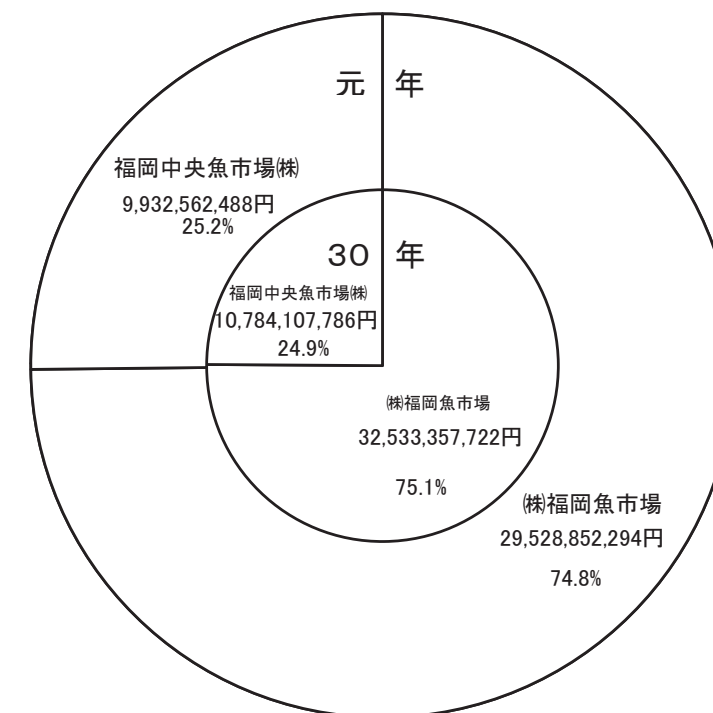 元 年
福岡中央魚市場㈱
9,932,562,488円
25.2%
30 年
福岡中央魚市場㈱
10,784,107,786円
24.9%
㈱福岡魚市場
32,533,357,722円
75.1%
㈱福岡魚市場
29,528,852,294円
74.8%